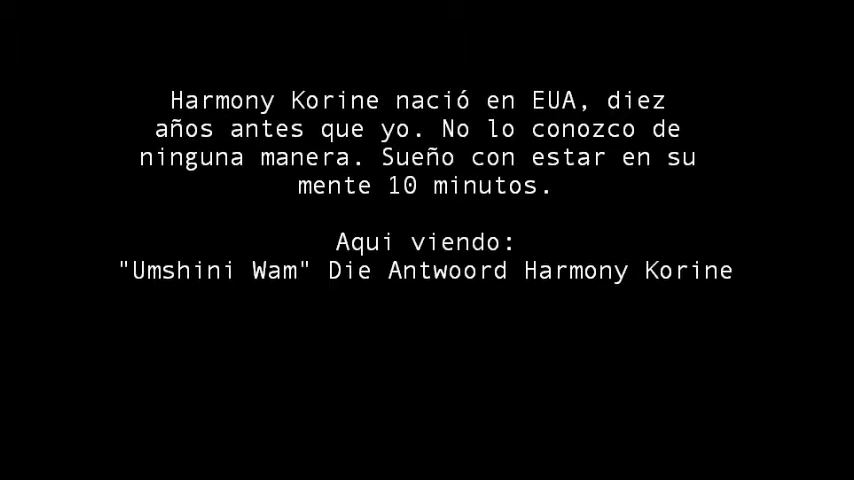 Harmony Korine nació en EUA, diez
años antes que yo. No lo conozco de
ninguna manera. Sueño con estar en su
mente 10 minutos.
Aqui viendo:
"Umshini Wam" Die Antwoord Harmony Korine